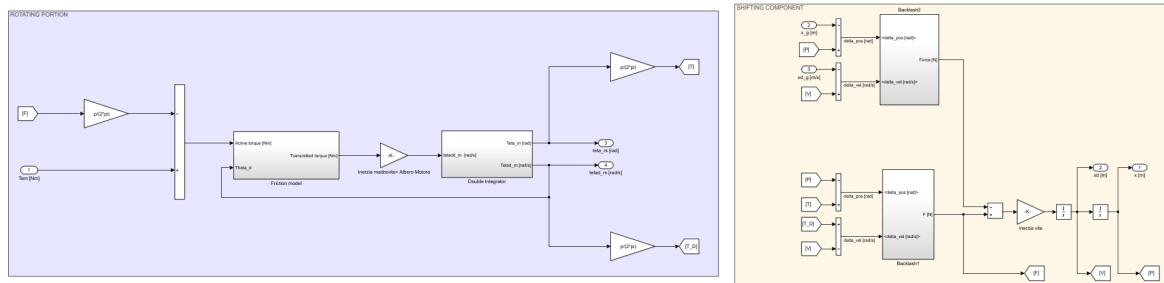 ROTATING PORTION
p/(2*pi)
[T]
[F]
p/(2*pi)
1
Tem [Nm]
Active torque [Nm]
Transmitted torque [Nm]
Friction model
-K-
Inerzia madrevite+ Albero Motore
Teta_m [rad]
Tetad_m [rad/s]
Double Integrator
3
teta_m [rad]
4
tetad_m [rad/s]
p/(2*pi)
[T_D]
SHIFTING COMPONENT
Backlash2
2
x_g [m]
[P]
delta_pos [rad]
<delta_pos [rad]>
Force [N]
3
xd_g [m/s]
[V]
delta_vel [rad/s]
<delta_vel [rad/s]>
[P]
[T]
delta_pos [rad]
<delta_pos [rad]>
F [N]
[T_D]
[V]
delta_vel [rad/s]
<delta_vel [rad/s]>
Backlash1
-K-
Inerzia vite
1
s
1
s
2
xd [m]
1
x [m]
[F]
[V]
[P]